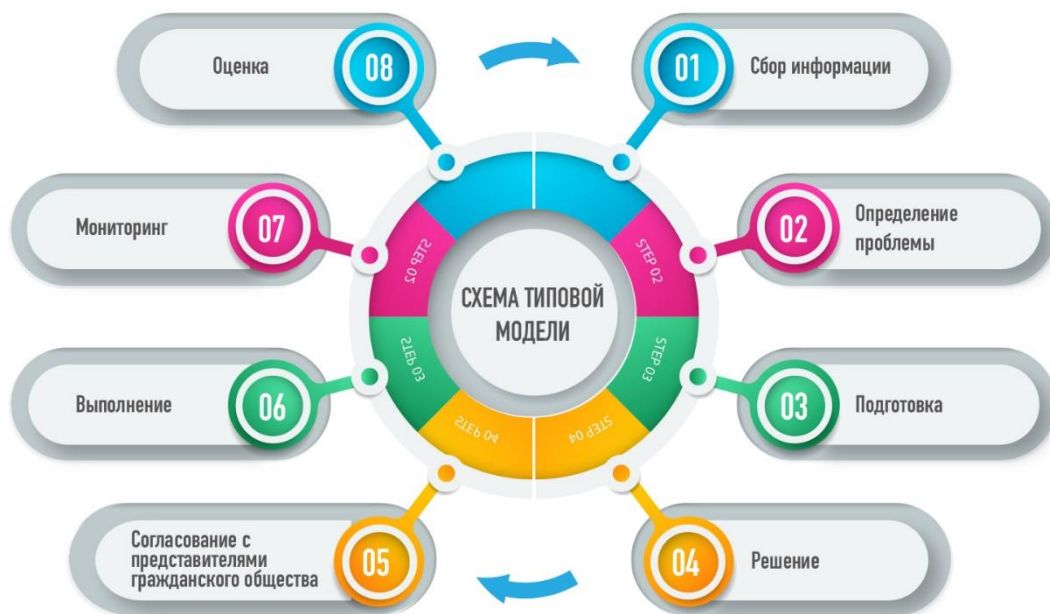 Оценка
08
01
Сбор информации
Мониторинг
07
STEP 02
STEP 02
02
Определение
проблемы
СХЕМА ТИПОВОЙ
МОДЕЛИ
Выполнение
06
STEP 03
STEP 03
03
Подготовка
STEP 04
STEP 04
Согласование с
представителями
гражданского общества
05
04
Решение